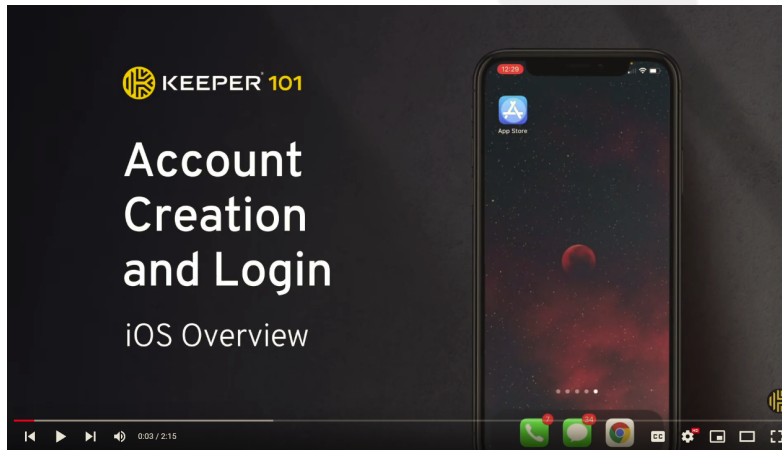 KEEPER 101
12:29
App Store
Account
Creation
and Login
iOS Overview
7
34
0:03 / 2:15
CC
HD